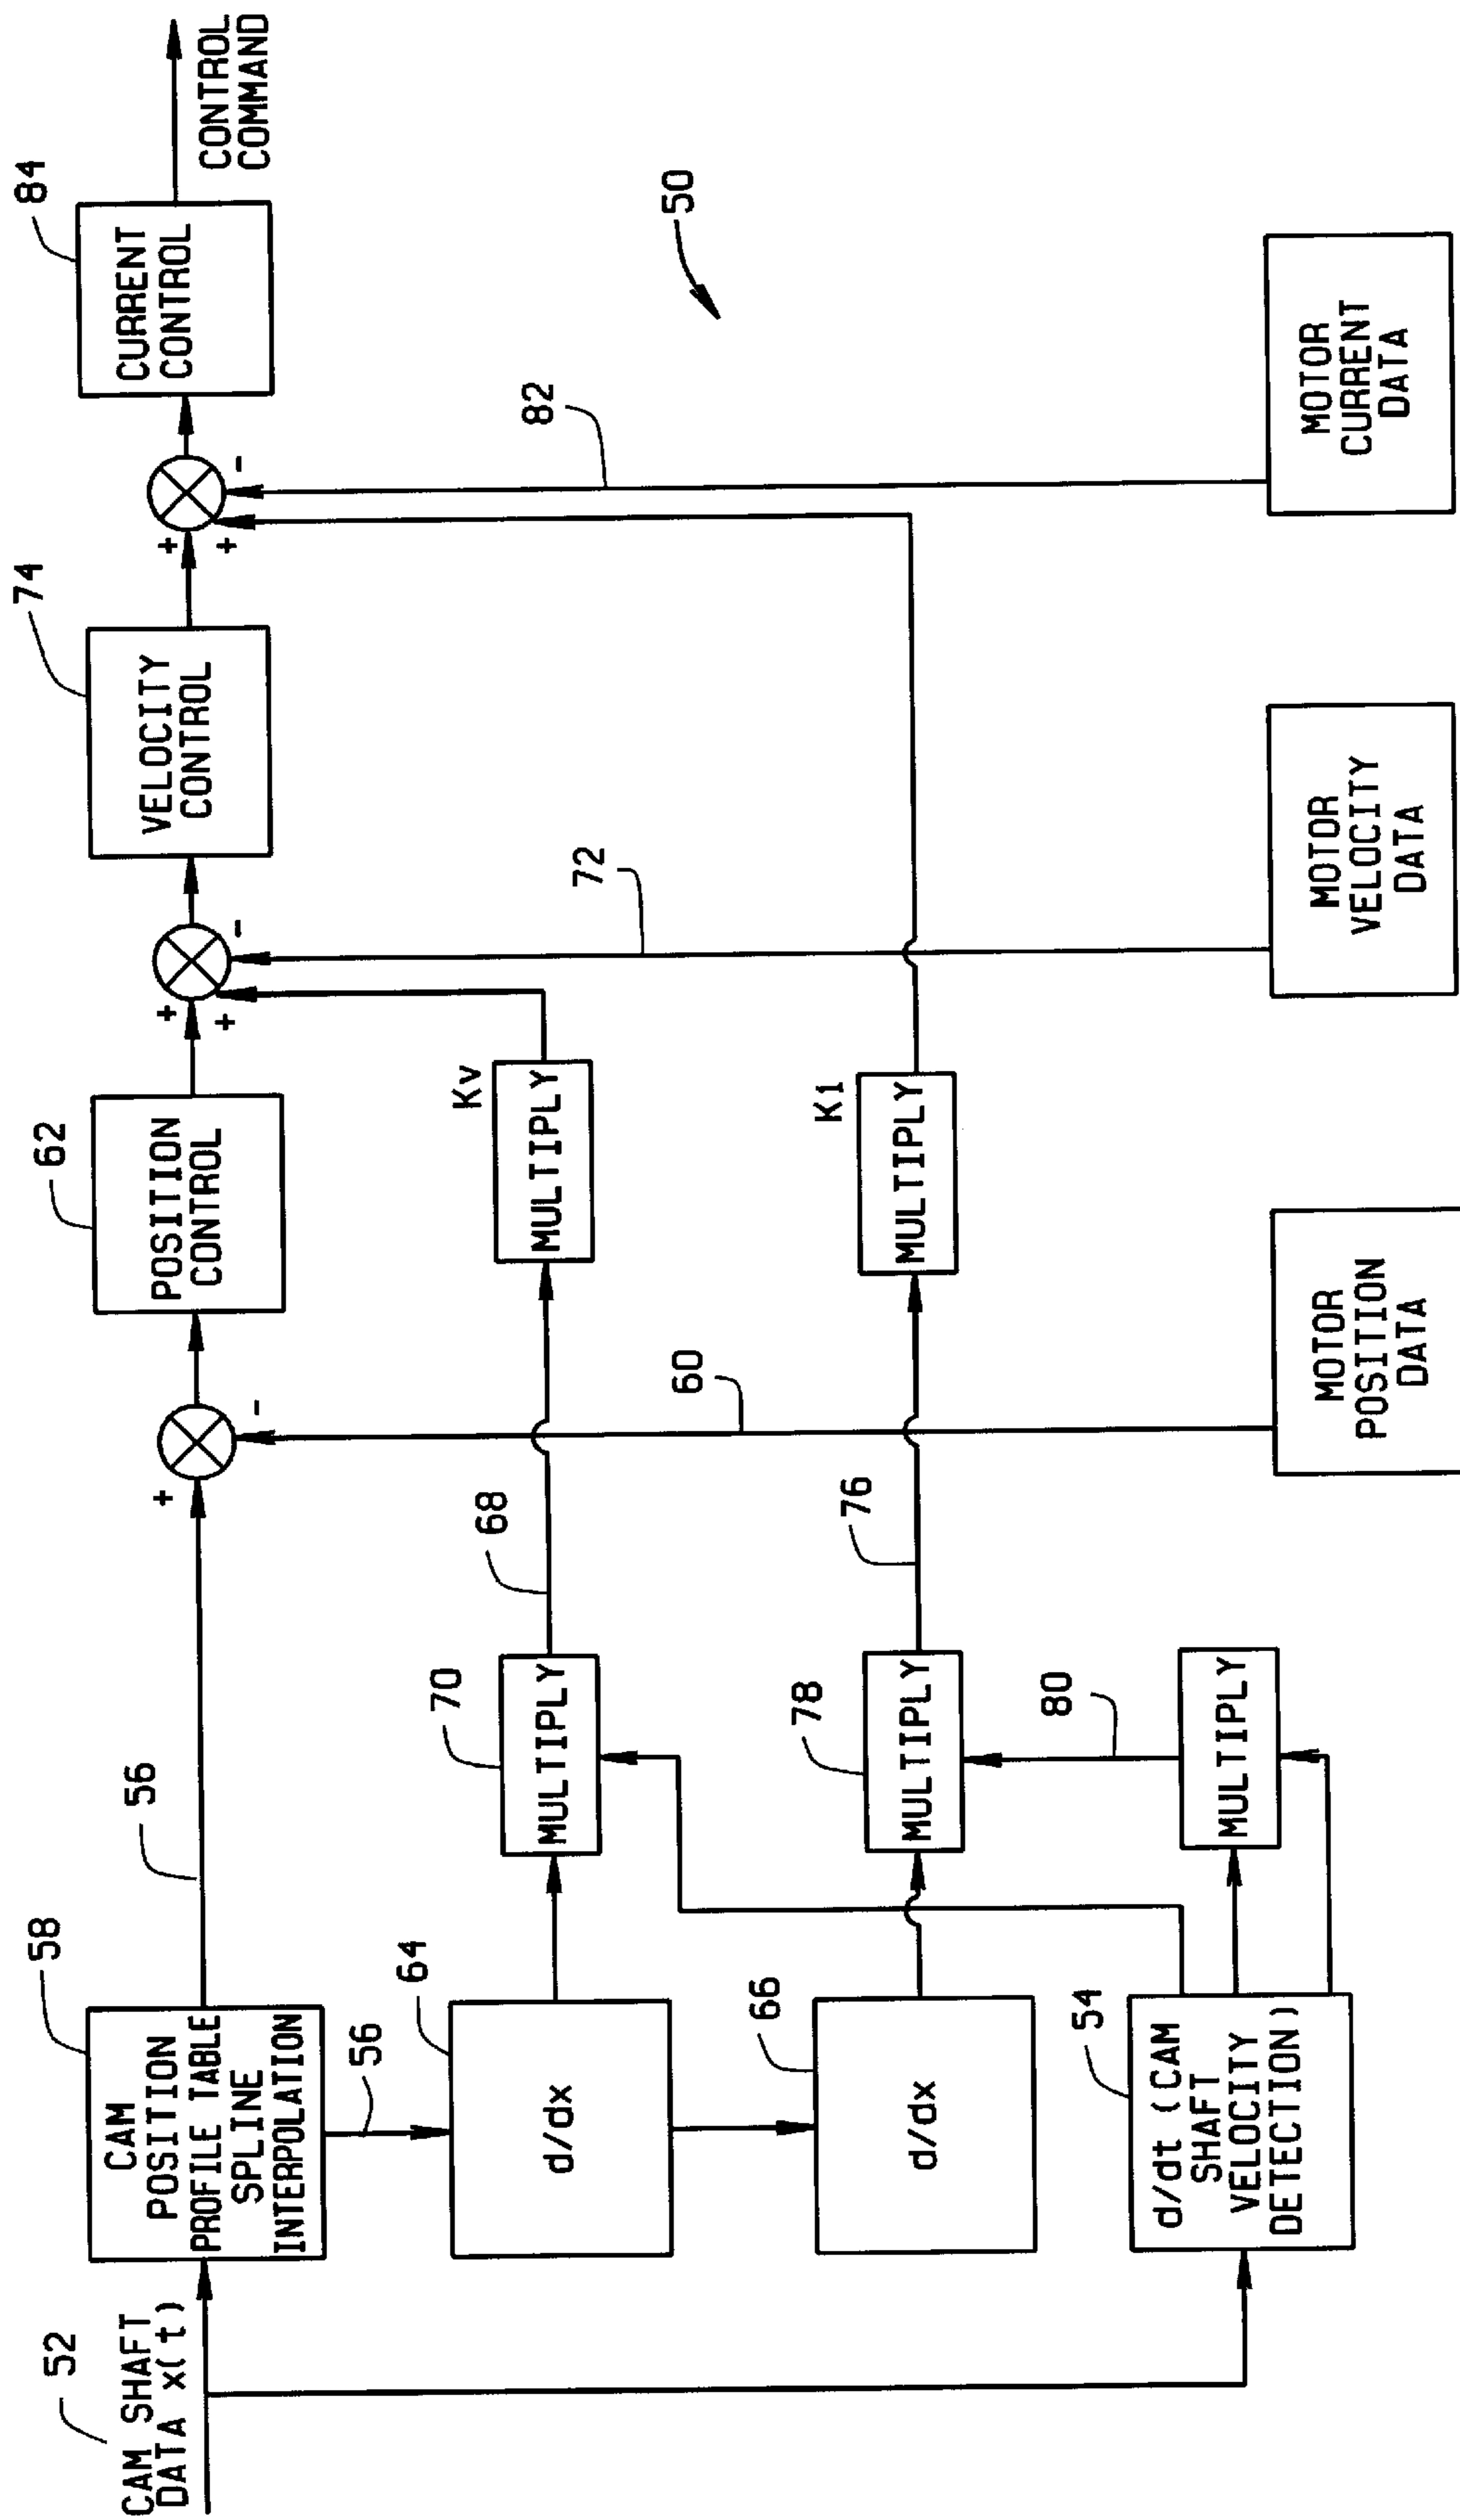 52
CAM SHAFT
DATA x(t)
58
CAM
POSITION
PROFILE TABLE
SPLINE
INTERPOLATION
56
+
-
62
POSITION
CONTROL
+
+
-
74
VELOCITY
CONTROL
+
+
-
84
CURRENT
CONTROL
CONTROL
COMMAND
56
64
d/dx
70
MULTIPLY
68
Kv
MULTIPLY
60
72
82
50
66
d/dx
78
MULTIPLY
76
K1
MULTIPLY
54
d/dt (CAM
SHAFT
VELOCITY
DETECTION)
80
MULTIPLY
MOTOR
POSITION
DATA
MOTOR
VELOCITY
DATA
MOTOR
CURRENT
DATA